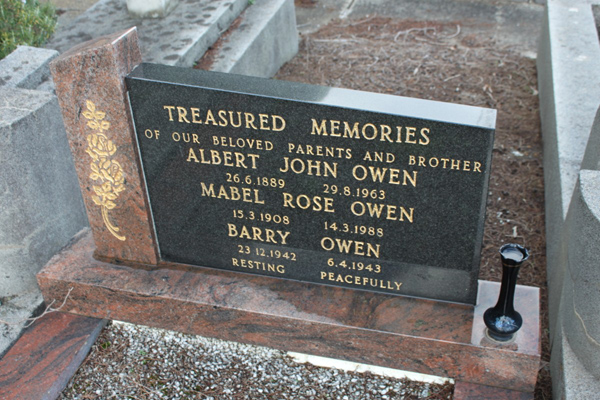 TREASURED MEMORIES
OF OUR BELOVED PARENTS AND BROTHER
ALBERT JOHN OWEN
26.6.1889 29.8.1963
MABEL ROSE OWEN
15.3.1908 14.3.1988
BARRY OWEN
23.12.1942 6.4.1943
RESTING PEACEFULLY